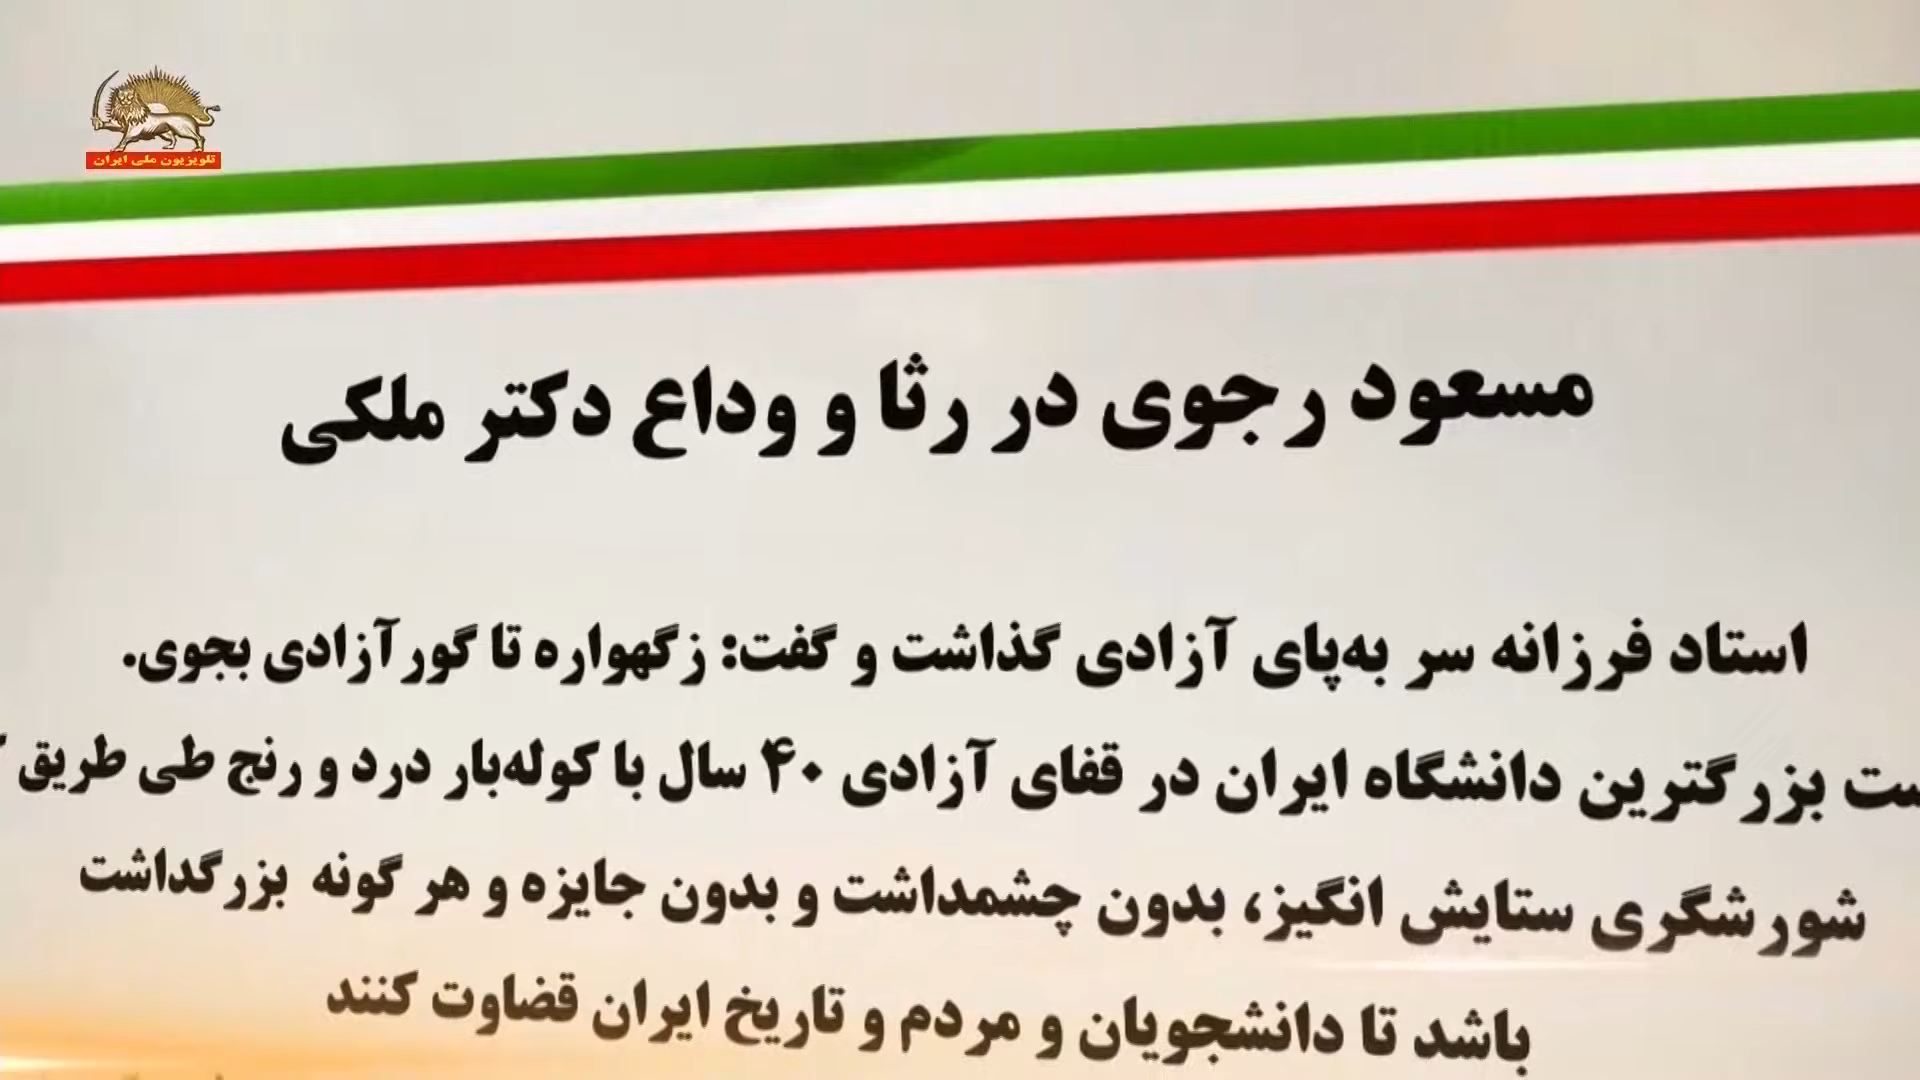 تلویزیون ملی ایران
مسعود رجوی در رثا و وداع دکتر ملکی
استاد فرزانه سر به‌پای آزادی گذاشت و گفت: زگهواره تا گورآزادی بجوی.
بزرگترین دانشگاه ایران در قفای آزادی ۴۰ سال با کوله‌بار درد و رنج طی طریق
شورشگری ستایش انگیز، بدون چشمداشت و بدون جایزه و هر گونه بزرگداشت
باشد تا دانشجویان و مردم و تاریخ ایران قضاوت کنند